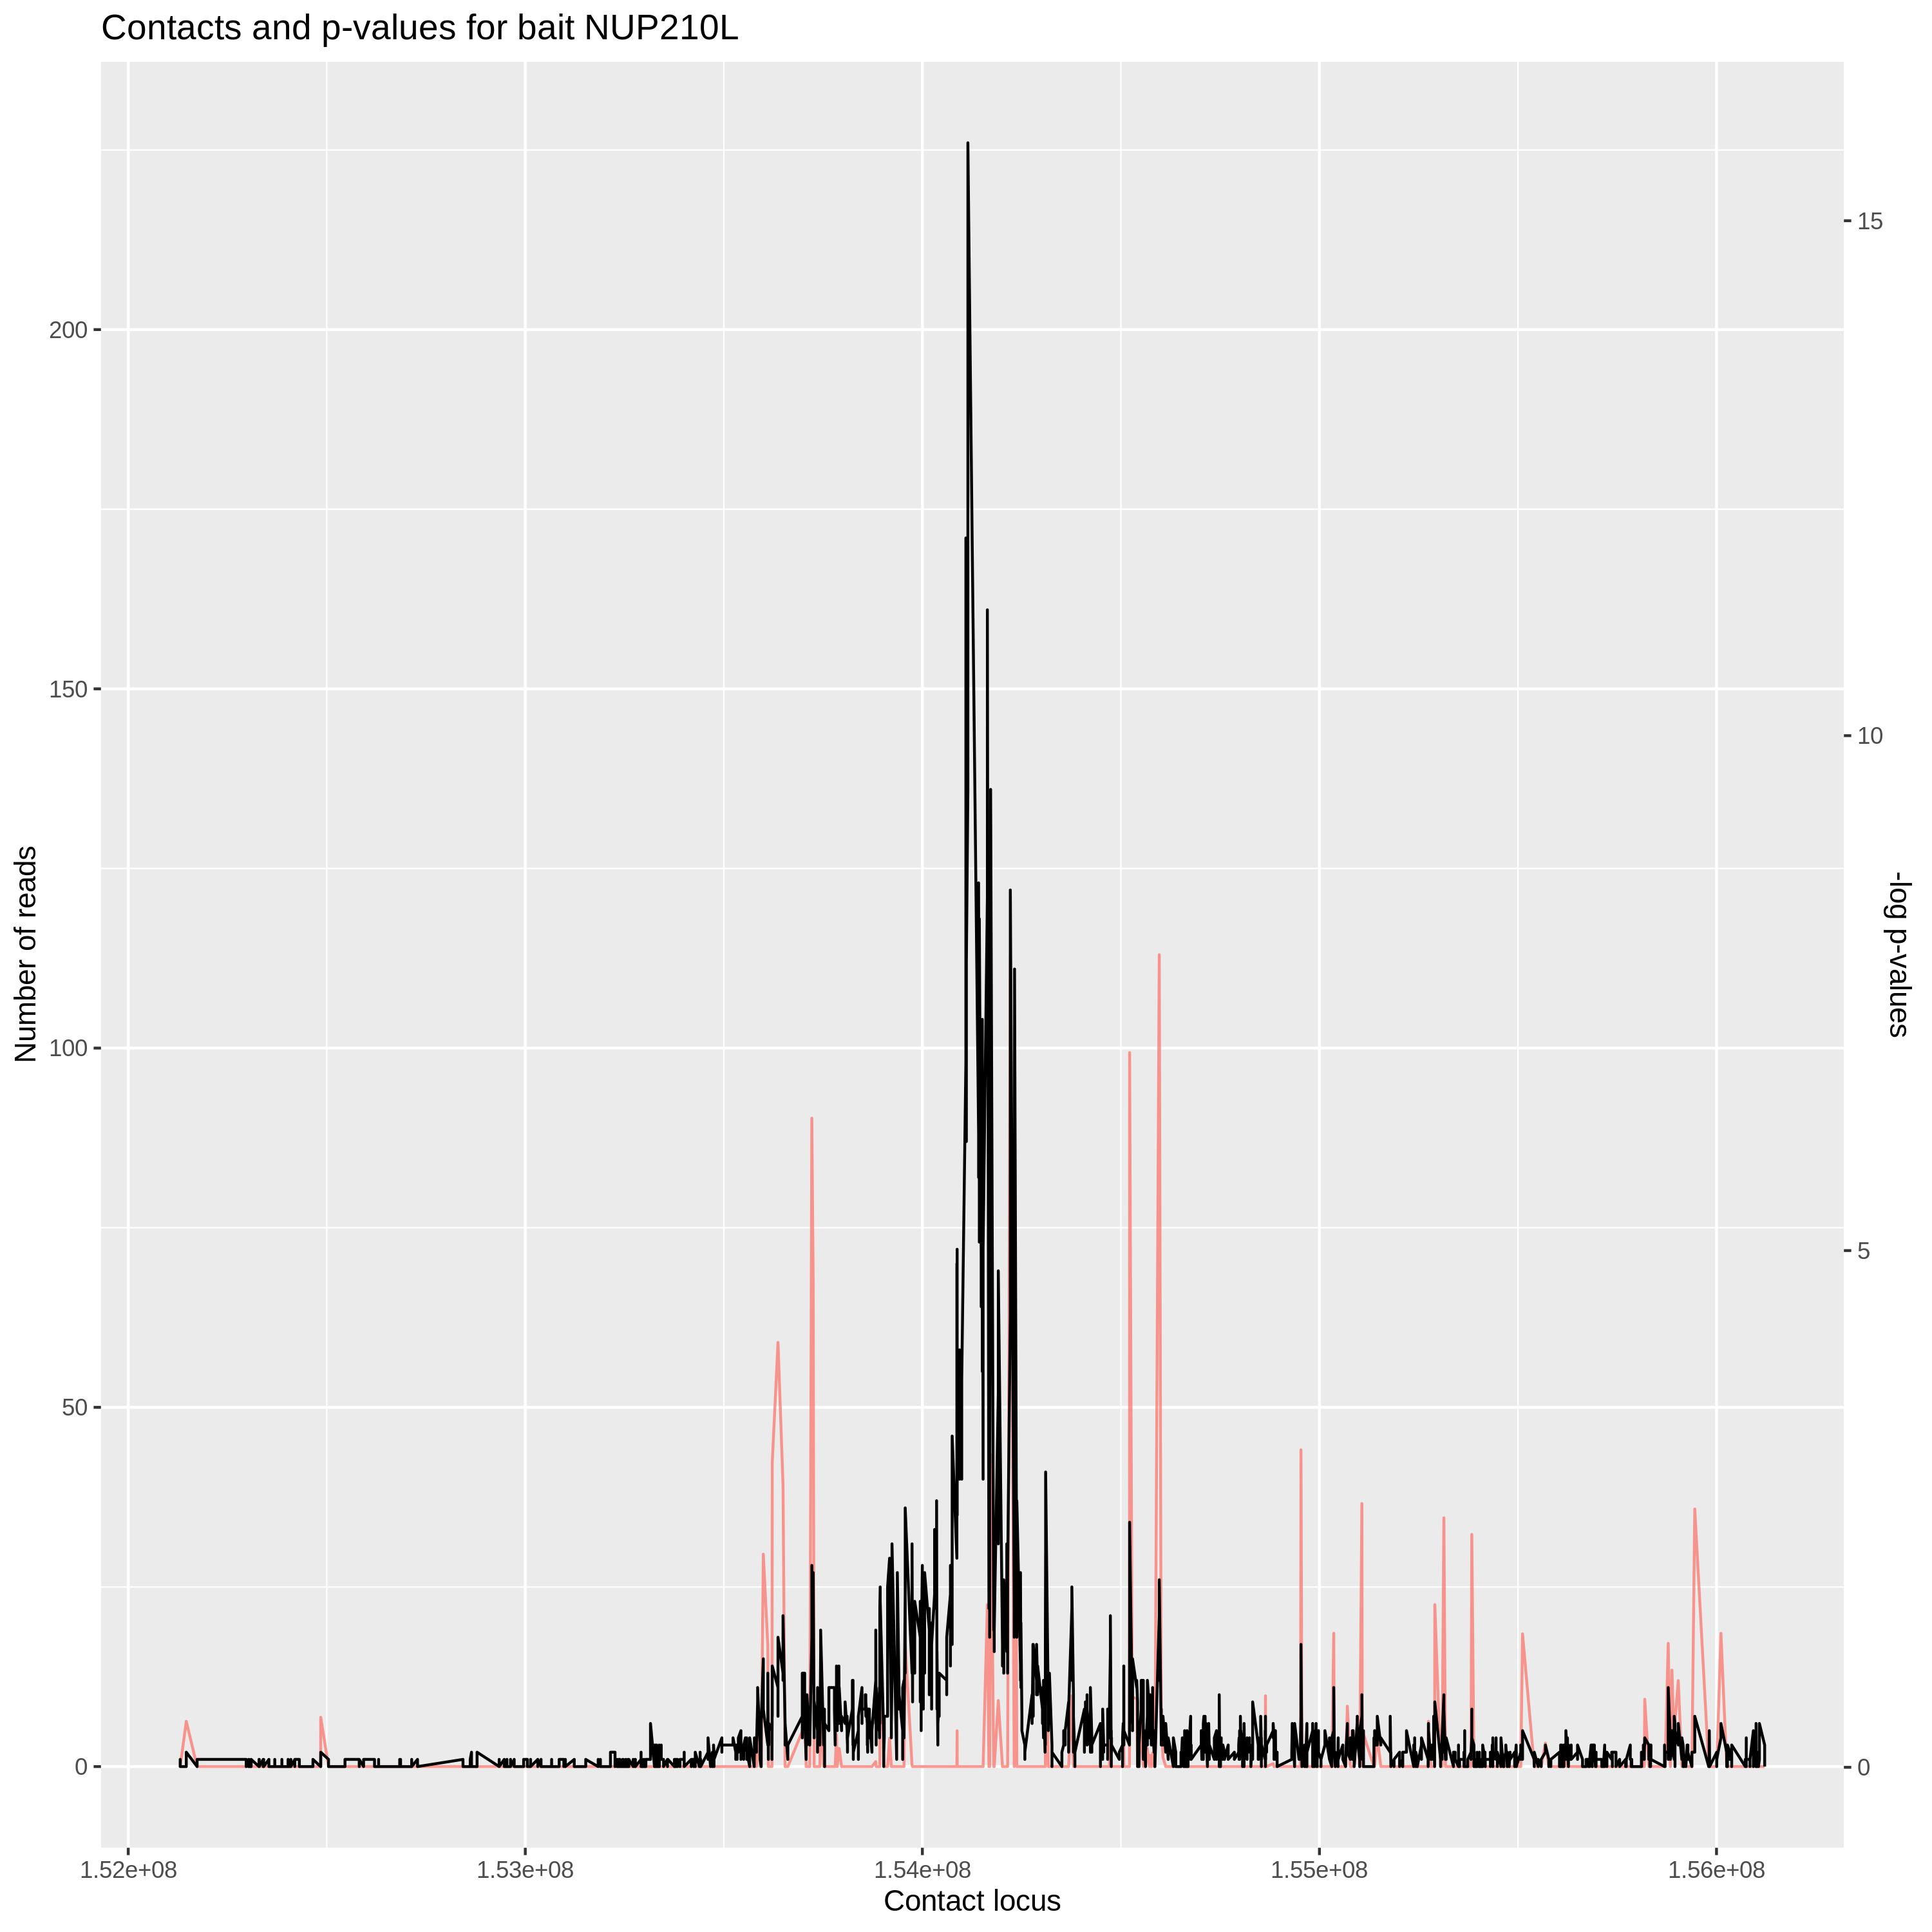 Contacts and p-values for bait NUP210L
Number of reads
200
150
100
50
0
15
10
5
0
-log p-values
1.52e+08 1.53e+08 1.54e+08 1.55e+08 1.56e+08
Contact locus